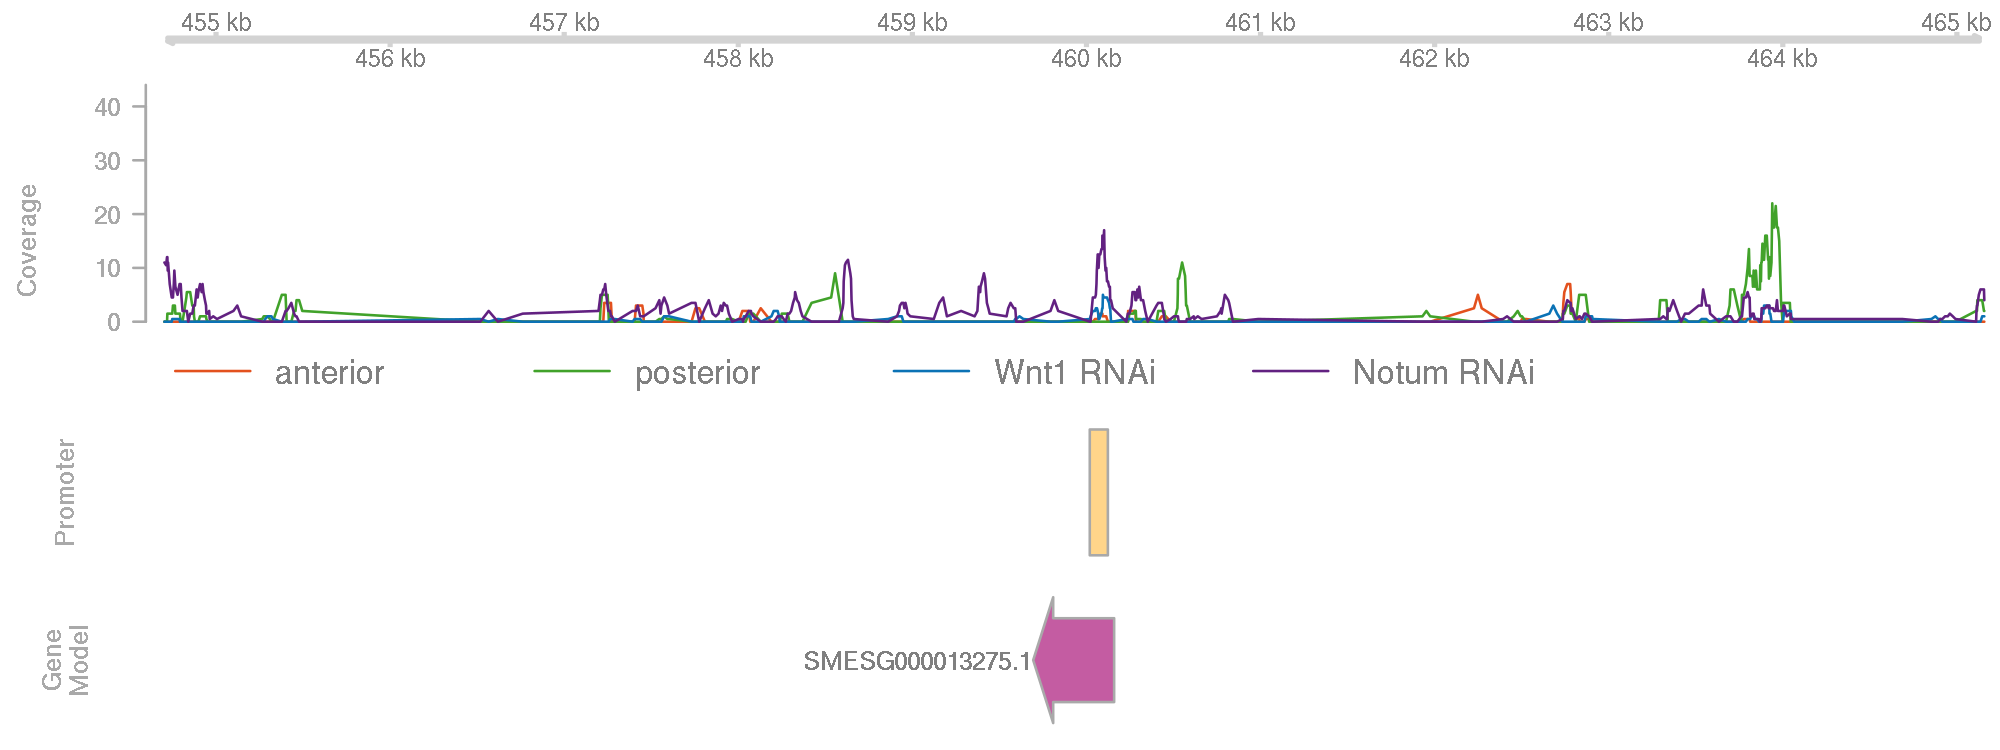 455 kb 457 kb 459 kb 461 kb 463 kb 465 kb
456 kb 458 kb 460 kb 462 kb 464 kb
Coverage
40
30
20
10
0
anterior posterior Wnt1 RNAi Notum RNAi
Promoter
Gene
Model
SMESG000013275.1